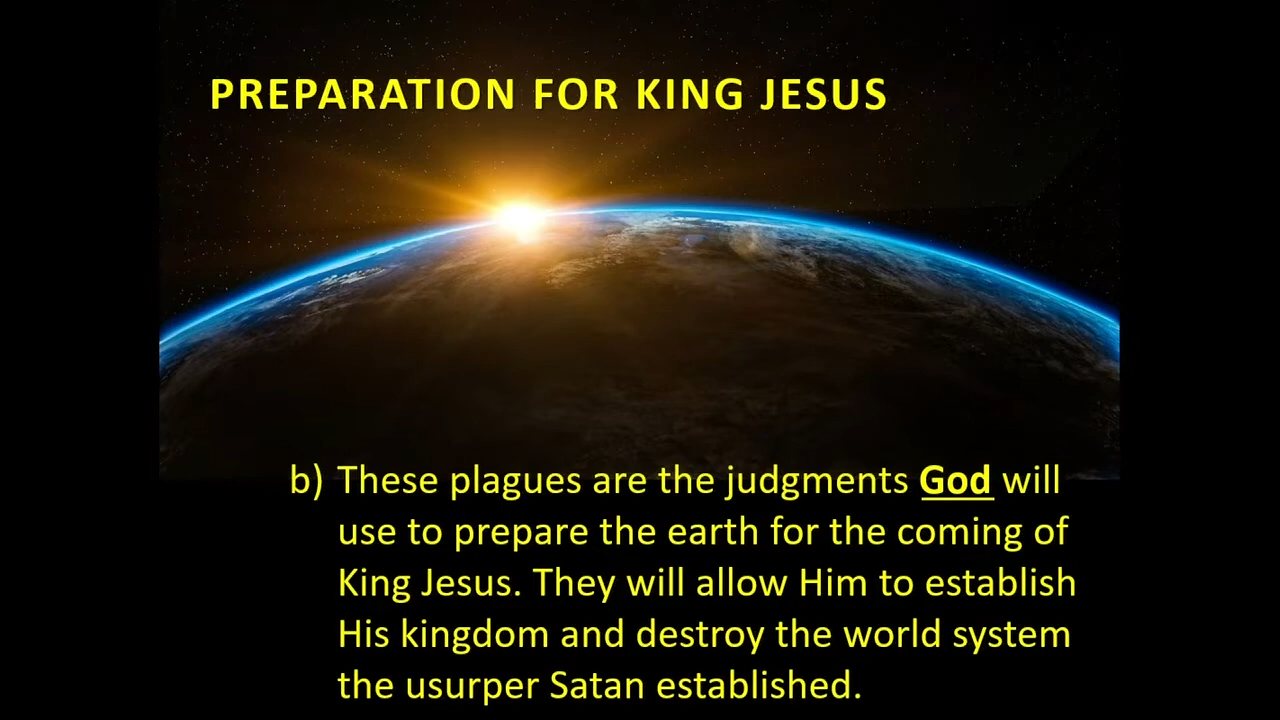 PREPARATION FOR KING JESUS
b) These plagues are the judgments God will
use to prepare the earth for the coming of
King Jesus. They will allow Him to establish
His kingdom and destroy the world system
the usurper Satan established.